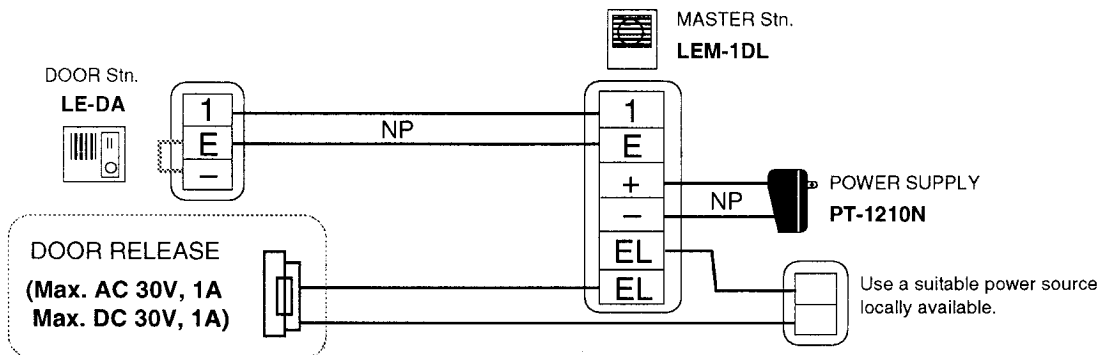 MASTER Stn.
LEM-1DL
DOOR Stn.
LE-DA
1
E
–
NP
1
E
+
–
EL
EL
NP
POWER SUPPLY
PT-1210N
DOOR RELEASE
(Max. AC 30V, 1A
Max. DC 30V, 1A)
Use a suitable power source
locally available.